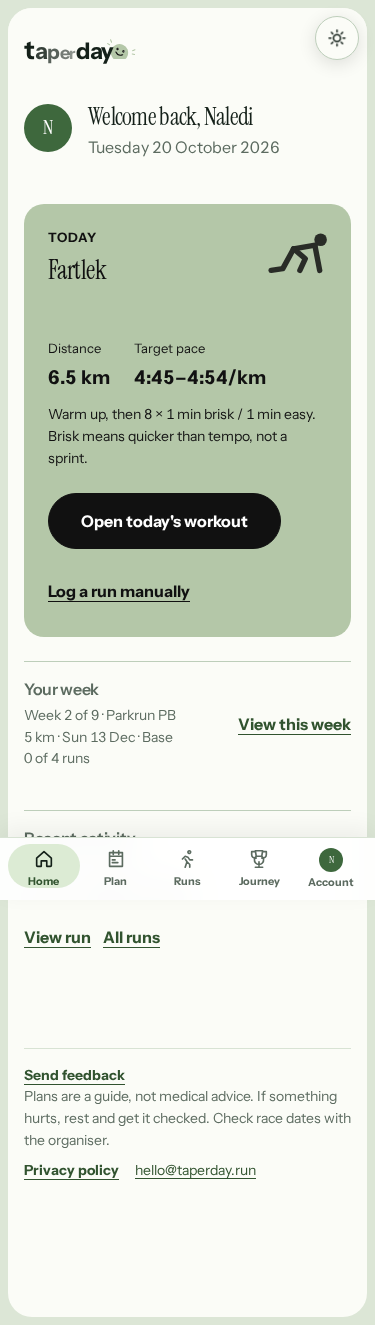 taperday
N
Welcome back, Naledi
Tuesday 20 October 2026
TODAY
Fartlek
Distance
Target pace
6.5 km
4:45–4:54/km
Warm up, then 8 × 1 min brisk / 1 min easy.
Brisk means quicker than tempo, not a
sprint.
Open today's workout
Log a run manually
Your week
Week 2 of 9 · Parkrun PB
5 km · Sun 13 Dec · Base
0 of 4 runs
View this week
Recent activity
Home
Plan
Runs
Journey
N
Account
View run
All runs
Send feedback
Plans are a guide, not medical advice. If something
hurts, rest and get it checked. Check race dates with
the organiser.
Privacy policy
hello@taperday.run